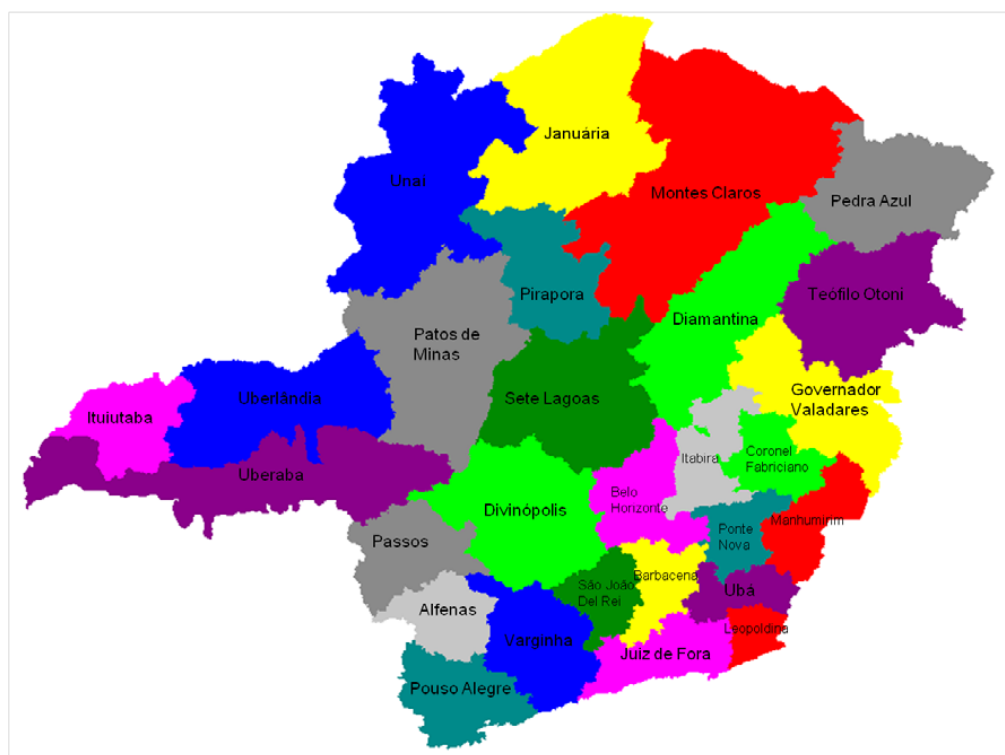 Januária
Unaí
Montes Claros
Pedra Azul
Pirapora
Teófilo Otoni
Diamantina
Patos de
Minas
Governador
Valadares
Uberlândia
Sete Lagoas
Ituiutaba
Coronel
Fabriciano
Itabira
Uberaba
Belo
Horizonte
Divinópolis
Manhumirim
Ponte
Nova
Passos
Barbacena
São João
Del Rei
Ubá
Alfenas
Leopoldina
Varginha
Juiz de Fora
Pouso Alegre